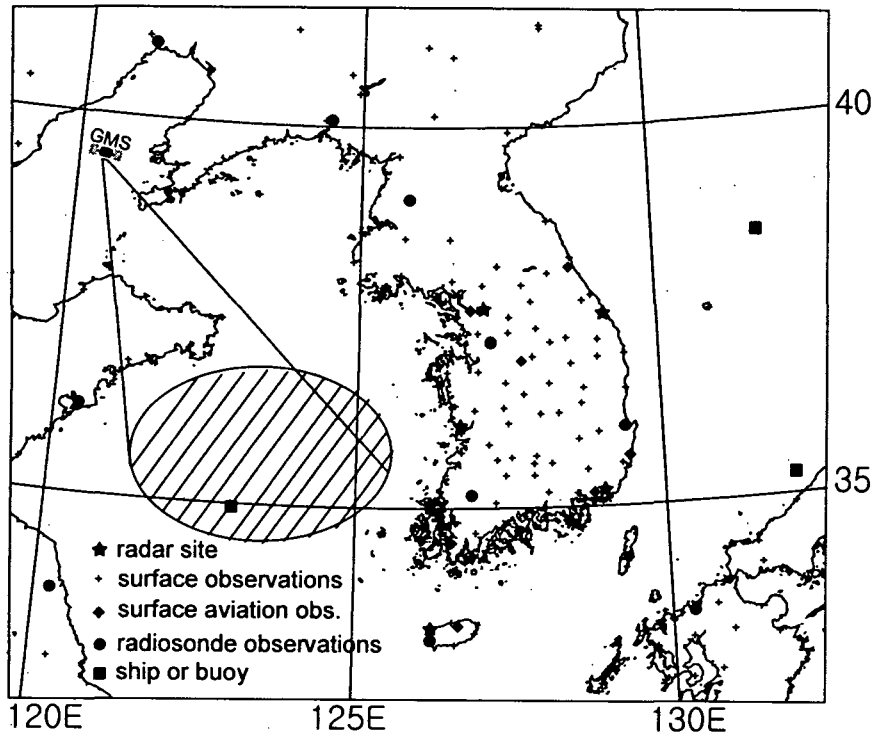 40
GMS
35
radar site
surface observations
surface aviation obs.
radiosonde observations
ship or buoy
120E
125E
130E